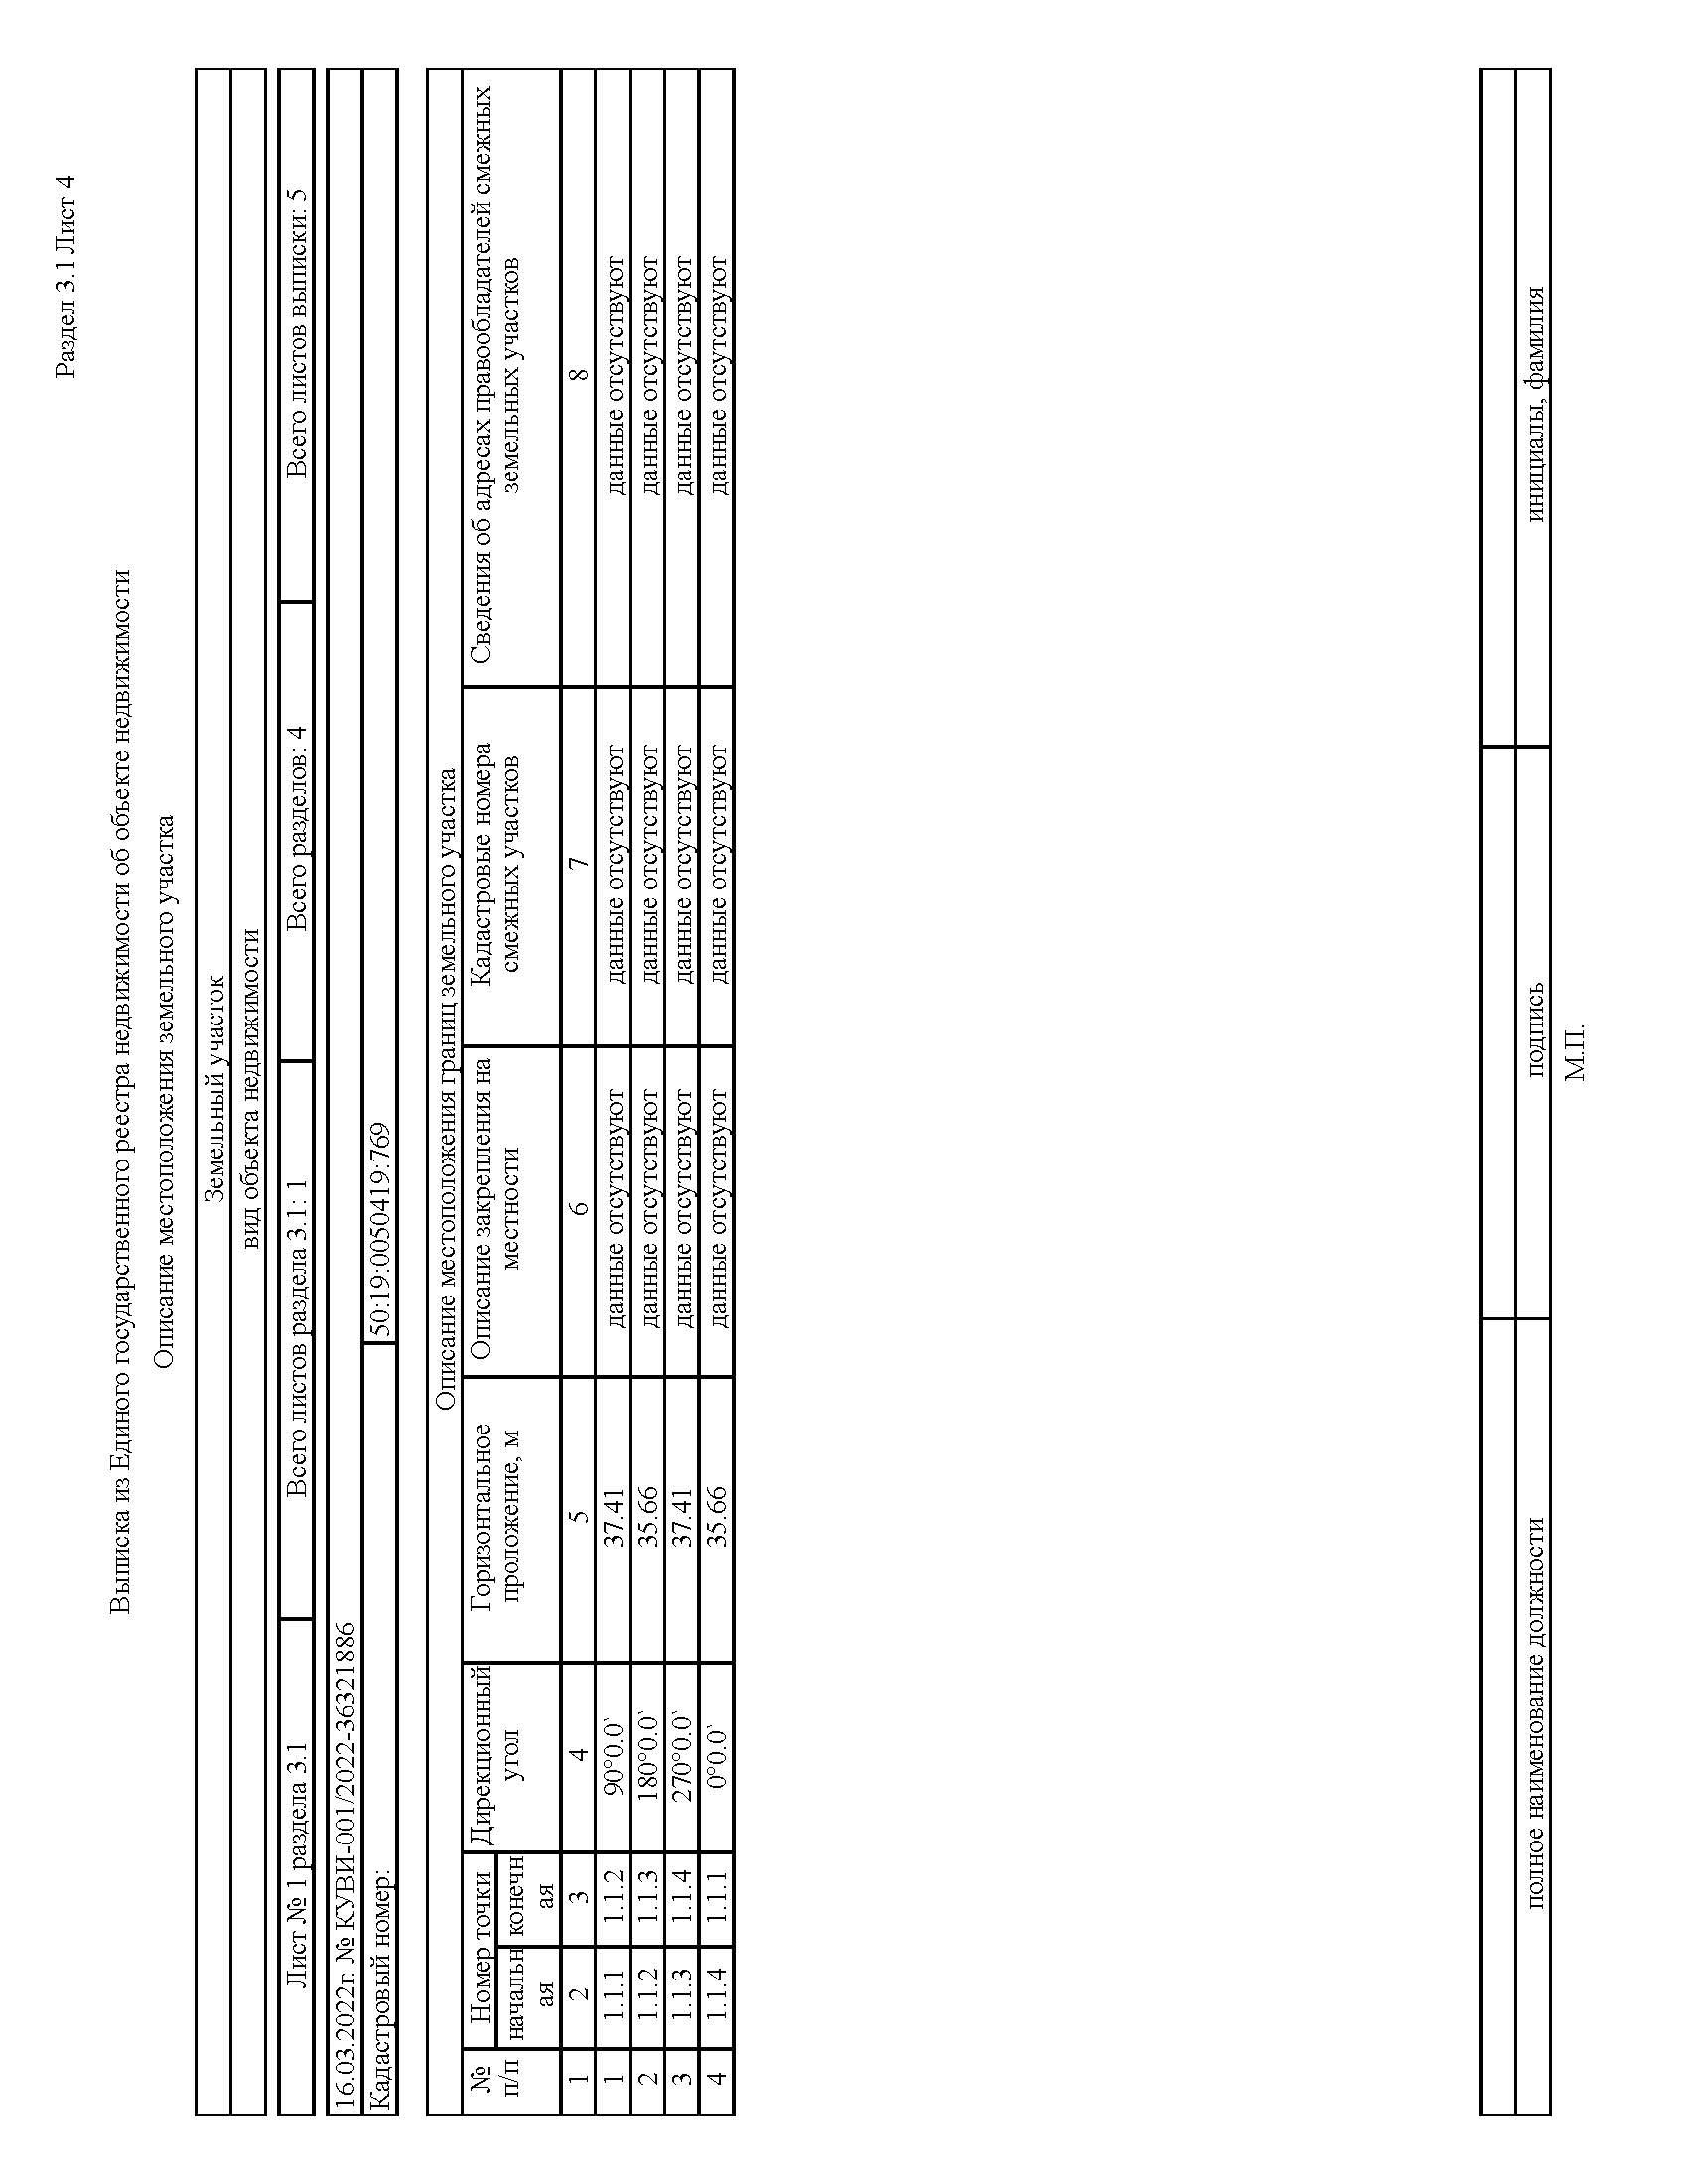 Раздел 3.1 Лист 4
Выписка из Единого государственного реестра недвижимости об объекте недвижимости
Описание местоположения земельного участка
Земельный участок
вид объекта недвижимости
Лист № 1 раздела 3.1 Всего листов раздела 3.1: 1 Всего разделов: 4 Всего листов выписки: 5
16.03.2022г. № КУВИ-001/2022-36321886
Кадастровый номер: 50:19:0050419:769
Описание местоположения границ земельного участка
№ п/п Номер точки Дирекционный угол Горизонтальное проложение, м Описание закрепления на местности Кадастровые номера смежных участков Сведения об адресах правообладателей смежных земельных участков
начальн ая конечн ая
1 2 3 4 5 6 7 8
1 1.1.1 1.1.2 90°0.0` 37.41 данные отсутствуют данные отсутствуют данные отсутствуют
2 1.1.2 1.1.3 180°0.0` 35.66 данные отсутствуют данные отсутствуют данные отсутствуют
3 1.1.3 1.1.4 270°0.0` 37.41 данные отсутствуют данные отсутствуют данные отсутствуют
4 1.1.4 1.1.1 0°0.0` 35.66 данные отсутствуют данные отсутствуют данные отсутствуют
полное наименование должности подпись инициалы, фамилия
М.П.